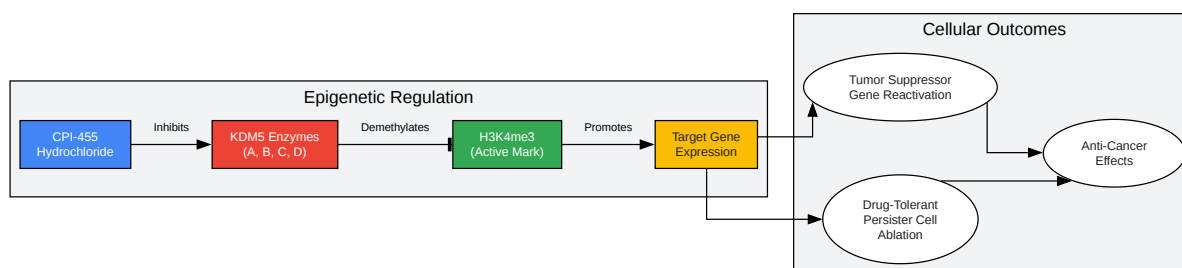 Cellular Outcomes
Epigenetic Regulation
CPI-455
Hydrochloride
Inhibits
KDM5 Enzymes
(A, B, C, D)
Demethylates
H3K4me3
(Active Mark)
Promotes
Target Gene
Expression
Tumor Suppressor
Gene Reactivation
Drug-Tolerant
Persister Cell
Ablation
Anti-Cancer
Effects